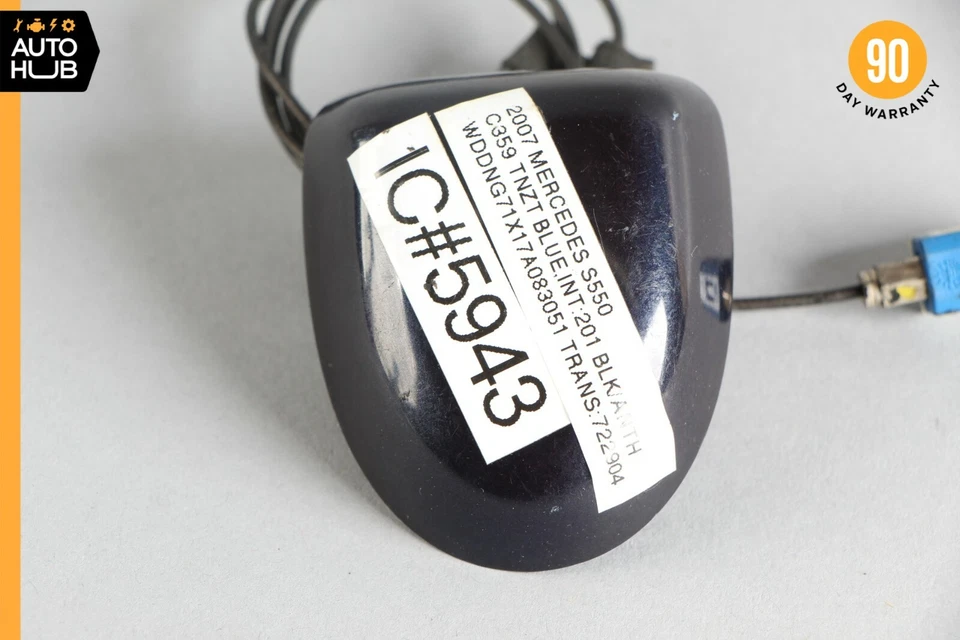 AUTO
HUB
90
DAY WARRANTY
1C#5943
2007 MERCEDES S550
C359 TNZT BLUE,INT:201 BLK/ANTH
WDDNG71X17A083051 TRANS:722904